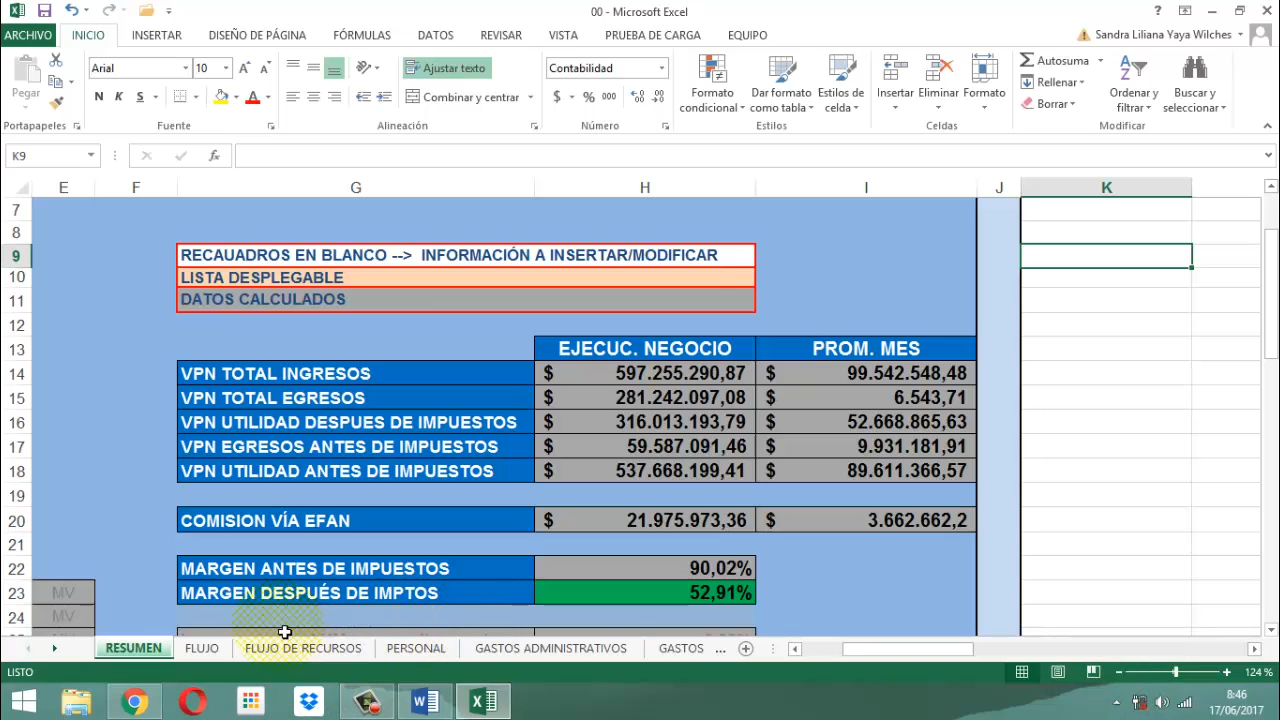 00 - Microsoft Excel
?
ARCHIVO INICIO INSERTAR DISEÑO DE PÁGINA FÓRMULAS DATOS REVISAR VISTA PRUEBA DE CARGA EQUIPO Sandra Liliana Yaya Wilches
Pegar
Portapapeles
Arial 10
N K S
Fuente
Ajustar texto
Combinar y centrar
Alineación
Contabilidad
$ % 000
Número
Formato condicional
Dar formato como tabla
Estilos de celda
Estilos
Insertar Eliminar Formato
Celdas
Autosuma
Rellenar
Borrar
Ordenar y filtrar
Buscar y seleccionar
Modificar
K9 fx
E F G H I J K
7
8
9 RECAUADROS EN BLANCO --> INFORMACIÓN A INSERTAR/MODIFICAR
10 LISTA DESPLEGABLE
11 DATOS CALCULADOS
12
13 EJECUC. NEGOCIO PROM. MES
14 VPN TOTAL INGRESOS $ 597.255.290,87 $ 99.542.548,48
15 VPN TOTAL EGRESOS $ 281.242.097,08 $ 6.543,71
16 VPN UTILIDAD DESPUES DE IMPUESTOS $ 316.013.193,79 $ 52.668.865,63
17 VPN EGRESOS ANTES DE IMPUESTOS $ 59.587.091,46 $ 9.931.181,91
18 VPN UTILIDAD ANTES DE IMPUESTOS $ 537.668.199,41 $ 89.611.366,57
19
20 COMISION VÍA EFAN $ 21.975.973,36 $ 3.662.662,2
21
22 MARGEN ANTES DE IMPUESTOS 90,02%
23 MV MARGEN DESPUÉS DE IMPTOS 52,91%
24 MV
RESUMEN FLUJO FLUJO DE RECURSOS PERSONAL GASTOS ADMINISTRATIVOS GASTOS ...
LISTO 124 %
8:46
17/06/2017